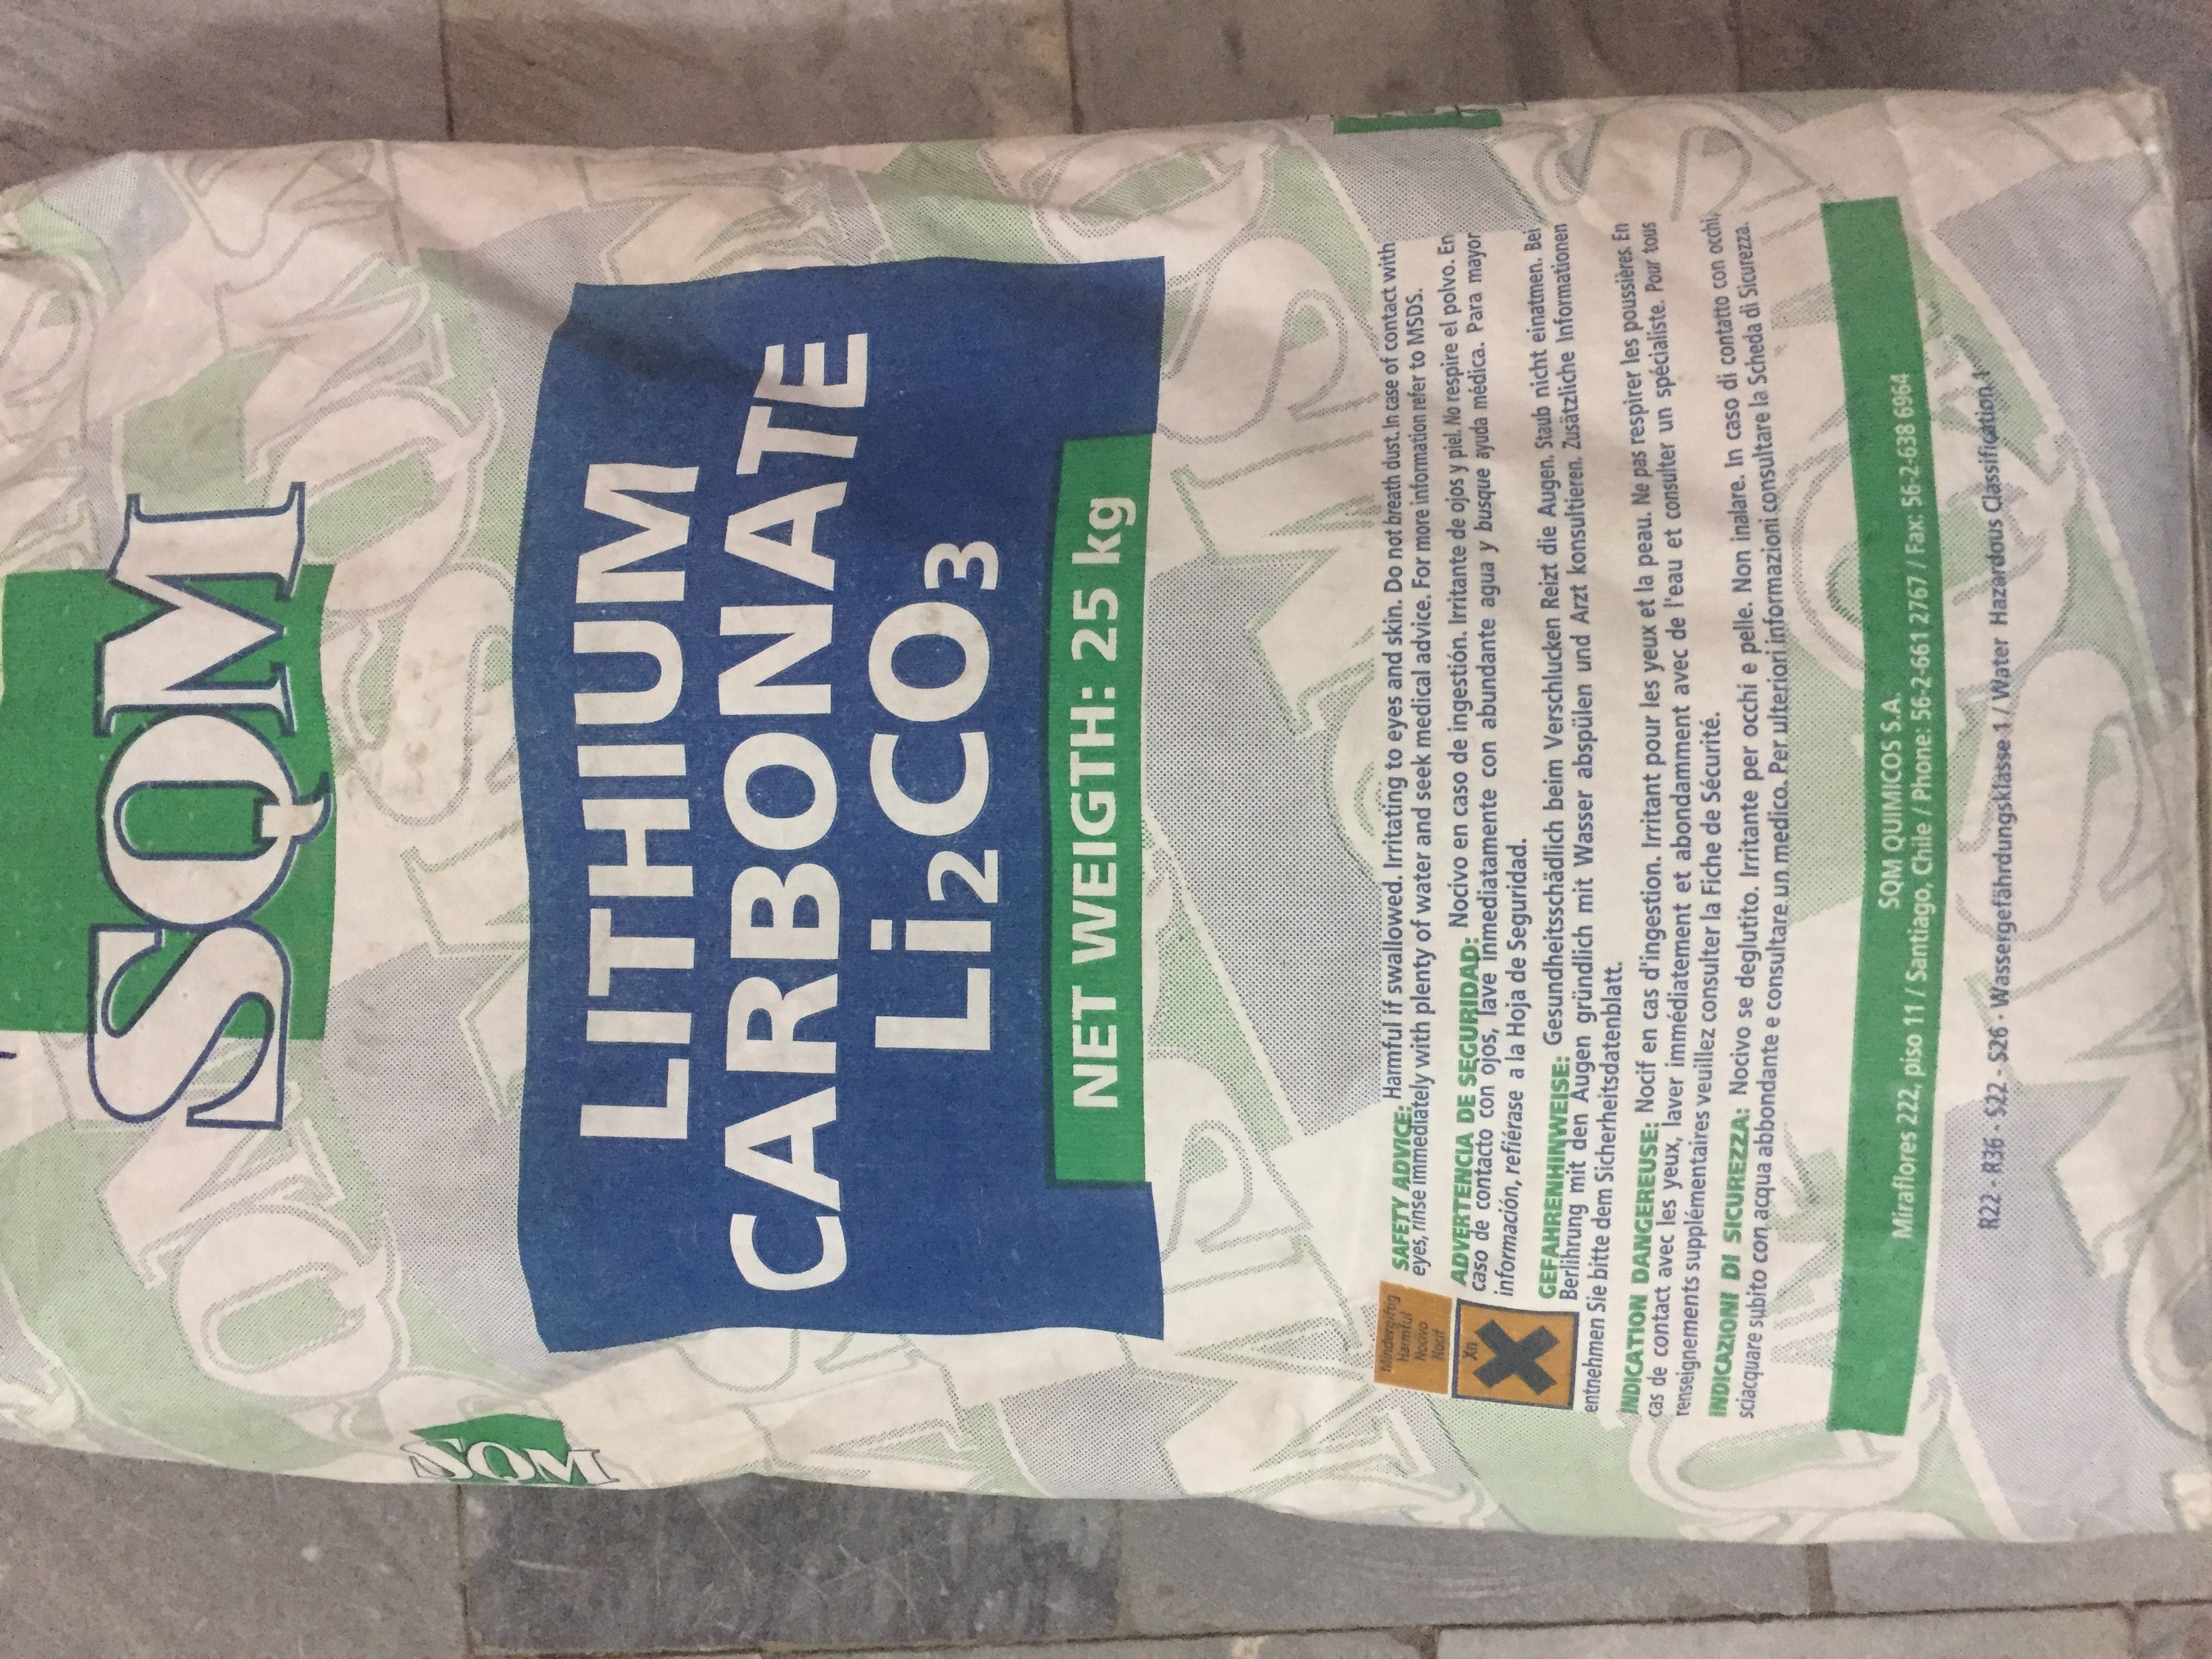 SQM
LITHIUM
CARBONATE
Li2CO3
NET WEIGTH: 25 kg
SQM
Mindergiftig
Harmful
Nocivo
Nocif
Xn
SAFETY ADVICE: Harmful if swallowed. Irritating to eyes and skin. Do not breath dust. In case of contact with
eyes, rinse immediately with plenty of water and seek medical advice. For more information refer to MSDS.
ADVERTENCIA DE SEGURIDAD: Nocivo en caso de ingestión. Irritante de ojos y piel. No respire el polvo. En
caso de contacto con ojos, lave inmediatamente con abundante agua y busque ayuda médica. Para mayor
información, refiérase a la Hoja de Seguridad.
GEFAHRENHINWEISE: Gesundheitsschädlich beim Verschlucken Reizt die Augen. Staub nicht einatmen. Bei
Berlihrung mit den Augen gründlich mit Wasser abspülen und Arzt konsultieren. Zusätzliche Informationen
entnehmen Sie bitte dem Sicherheitsdatenblatt.
INDICATION DANGEREUSE: Nocif en cas d'ingestion. Irritant pour les yeux et la peau. Ne pas respirer les poussières. En
cas de contact avec les yeux, laver immédiatement et abondamment avec de l'eau et consulter un spécialiste. Pour tous
renseignements supplémentaires veuillez consulter la Fiche de Sécurité.
INDICAZIONI DI SICUREZZA: Nocivo se deglutito. Irritante per occhi e pelle. Non inalare. In caso di contatto con occhi,
sciacquare subito con acqua abbondante e consultare un medico. Per ulteriori informazioni consultare la Scheda di Sicurezza.
SQM QUIMICOS S.A.
Miraflores 222, piso 11 / Santiago, Chile / Phone: 56-2-661 2767 / Fax: 56-2-638 6964
R22 - R36 - S22 - S26 - Wassergefährdungsklasse 1 / Water Hazardous Classification 1